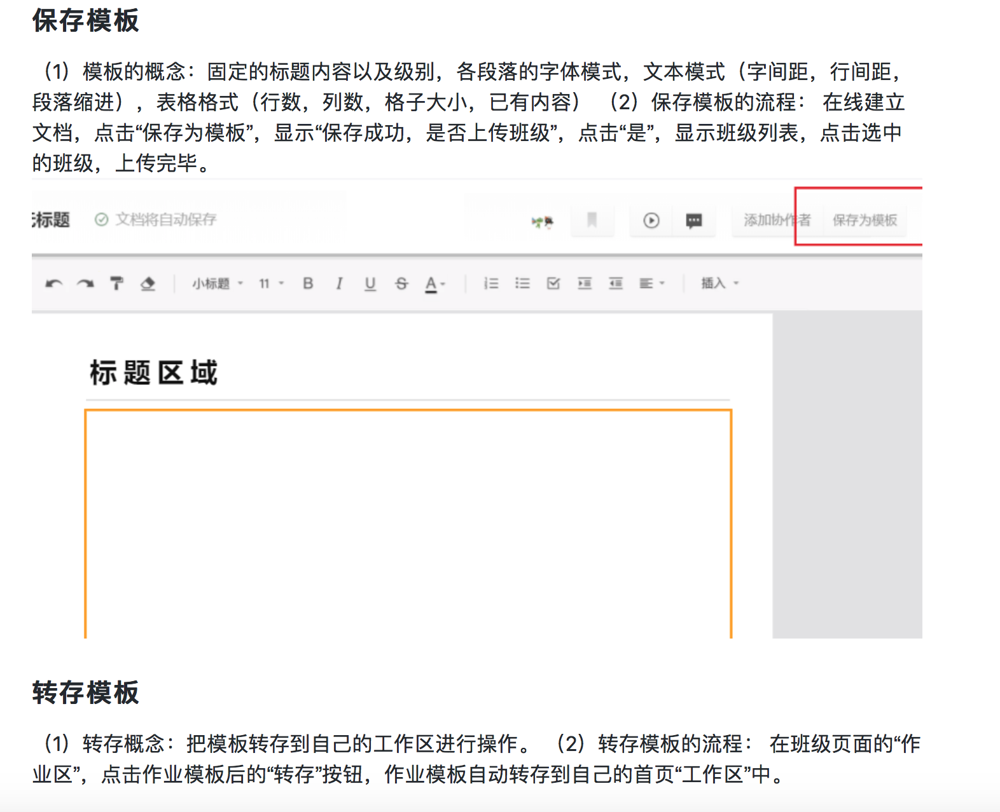 保存模板
（1）模板的概念：固定的标题内容以及级别，各段落的字体模式，文本模式（字间距，行间距，
段落缩进），表格格式（行数，列数，格子大小，已有内容） （2）保存模板的流程： 在线建立
文档，点击“保存为模板”，显示“保存成功，是否上传班级”，点击“是”，显示班级列表，点击选中
的班级，上传完毕。
标题 文档将自动保存 添加协作者 保存为模板
小标题 11 B I U S A 插入
标题区域
转存模板
（1）转存概念：把模板转存到自己的工作区进行操作。 （2）转存模板的流程： 在班级页面的“作
业区”，点击作业模板后的“转存”按钮，作业模板自动转存到自己的首页“工作区”中。